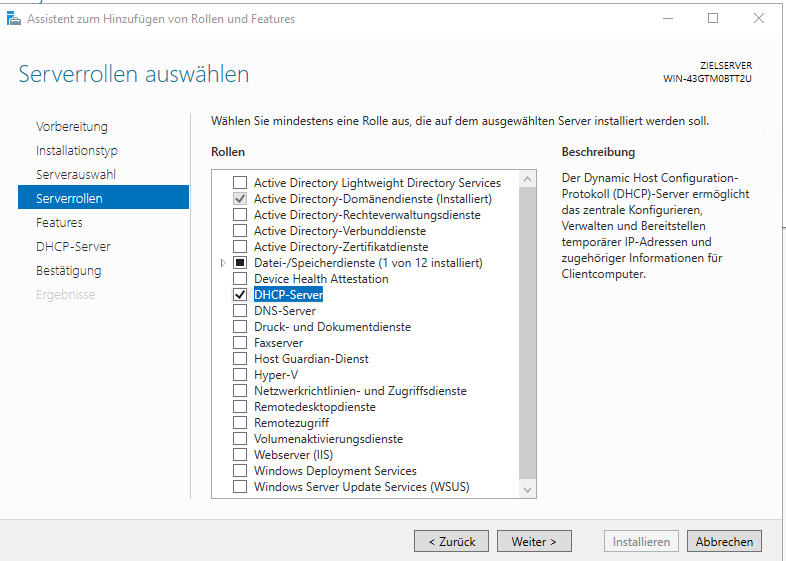 Assistent zum Hinzufügen von Rollen und Features
Serverrollen auswählen
ZIELSERVER
WIN-43GTM0BTT2U
Vorbereitung
Installationstyp
Serverauswahl
Serverrollen
Features
DHCP-Server
Bestätigung
Ergebnisse
Wählen Sie mindestens eine Rolle aus, die auf dem ausgewählten Server installiert werden soll.
Rollen
Active Directory Lightweight Directory Services
Active Directory-Domänendienste (Installiert)
Active Directory-Rechteverwaltungsdienste
Active Directory-Verbunddienste
Active Directory-Zertifikatdienste
Datei-/Speicherdienste (1 von 12 installiert)
Device Health Attestation
DHCP-Server
DNS-Server
Druck- und Dokumentdienste
Faxserver
Host Guardian-Dienst
Hyper-V
Netzwerkrichtlinien- und Zugriffsdienste
Remotedesktopdienste
Remotezugriff
Volumenaktivierungsdienste
Webserver (IIS)
Windows Deployment Services
Windows Server Update Services (WSUS)
Beschreibung
Der Dynamic Host Configuration-
Protokoll (DHCP)-Server ermöglicht
das zentrale Konfigurieren,
Verwalten und Bereitstellen
temporärer IP-Adressen und
zugehöriger Informationen für
Clientcomputer.
< Zurück
Weiter >
Installieren
Abbrechen